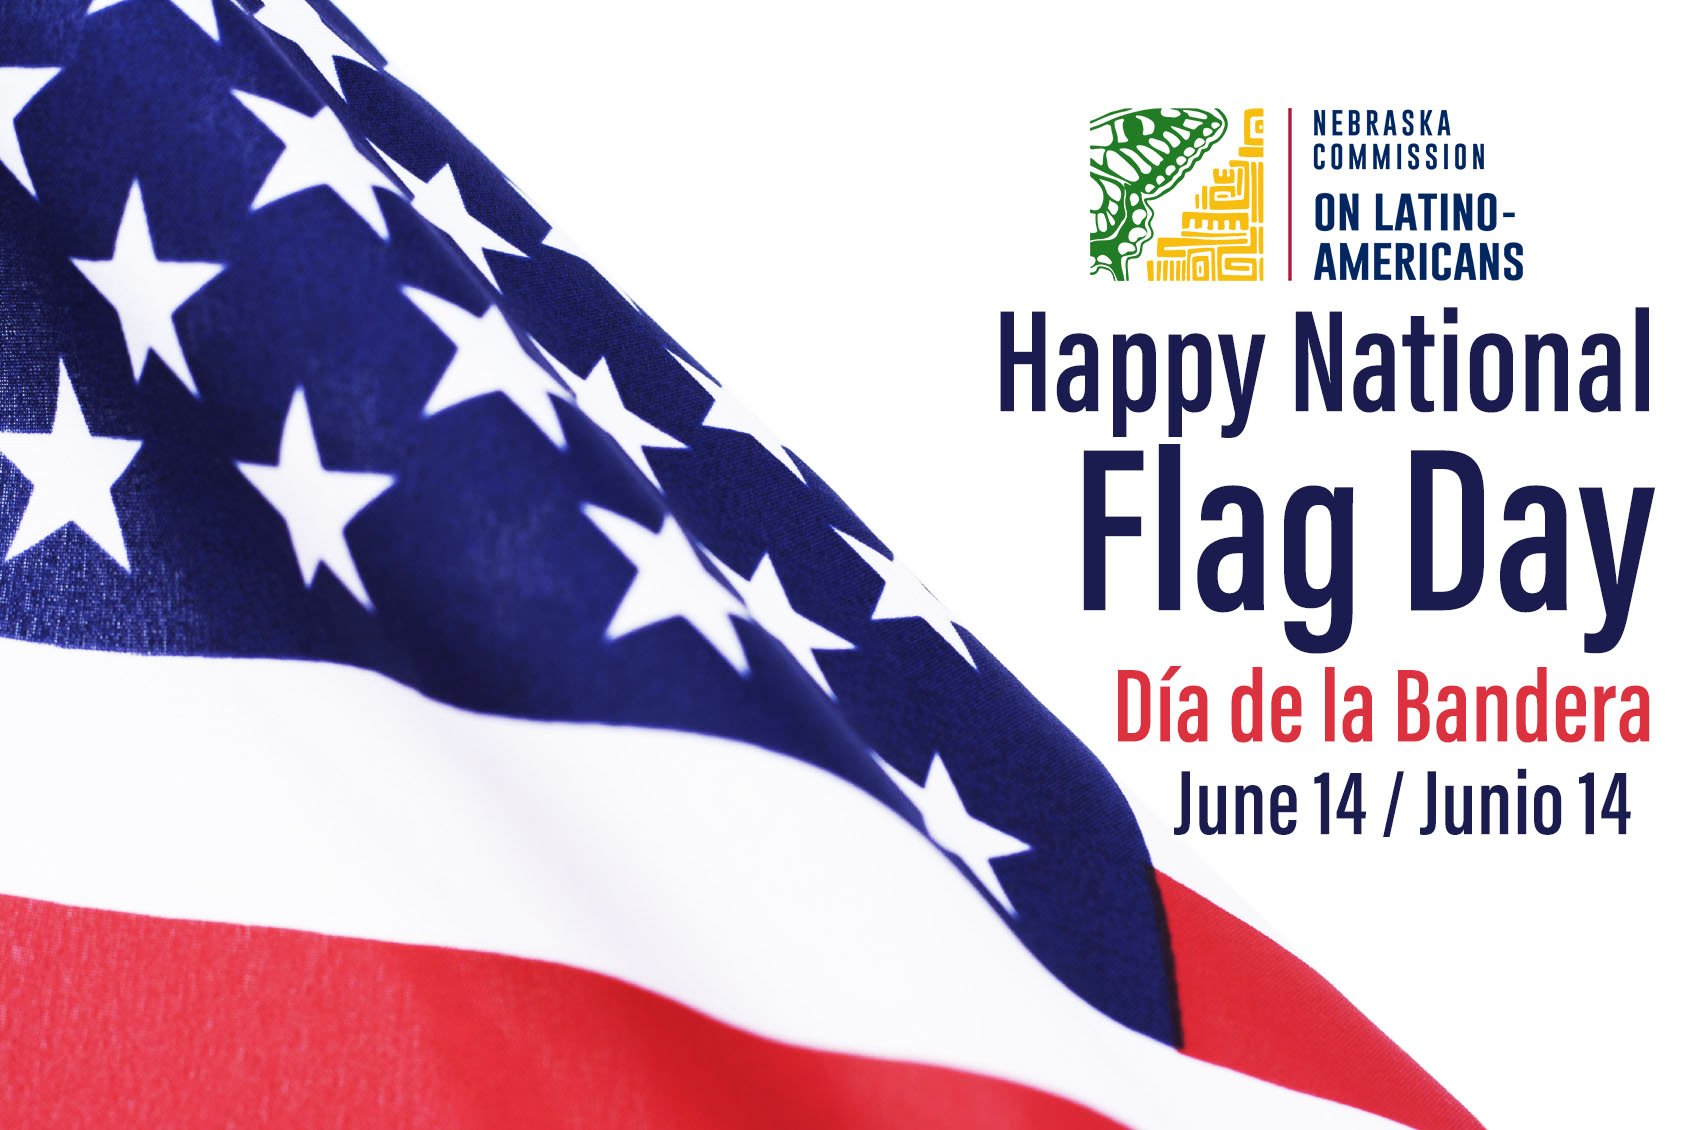 NEBRASKA
COMMISSION
ON LATINO-
AMERICANS
Happy National
Flag Day
Día de la Bandera
June 14 / Junio 14